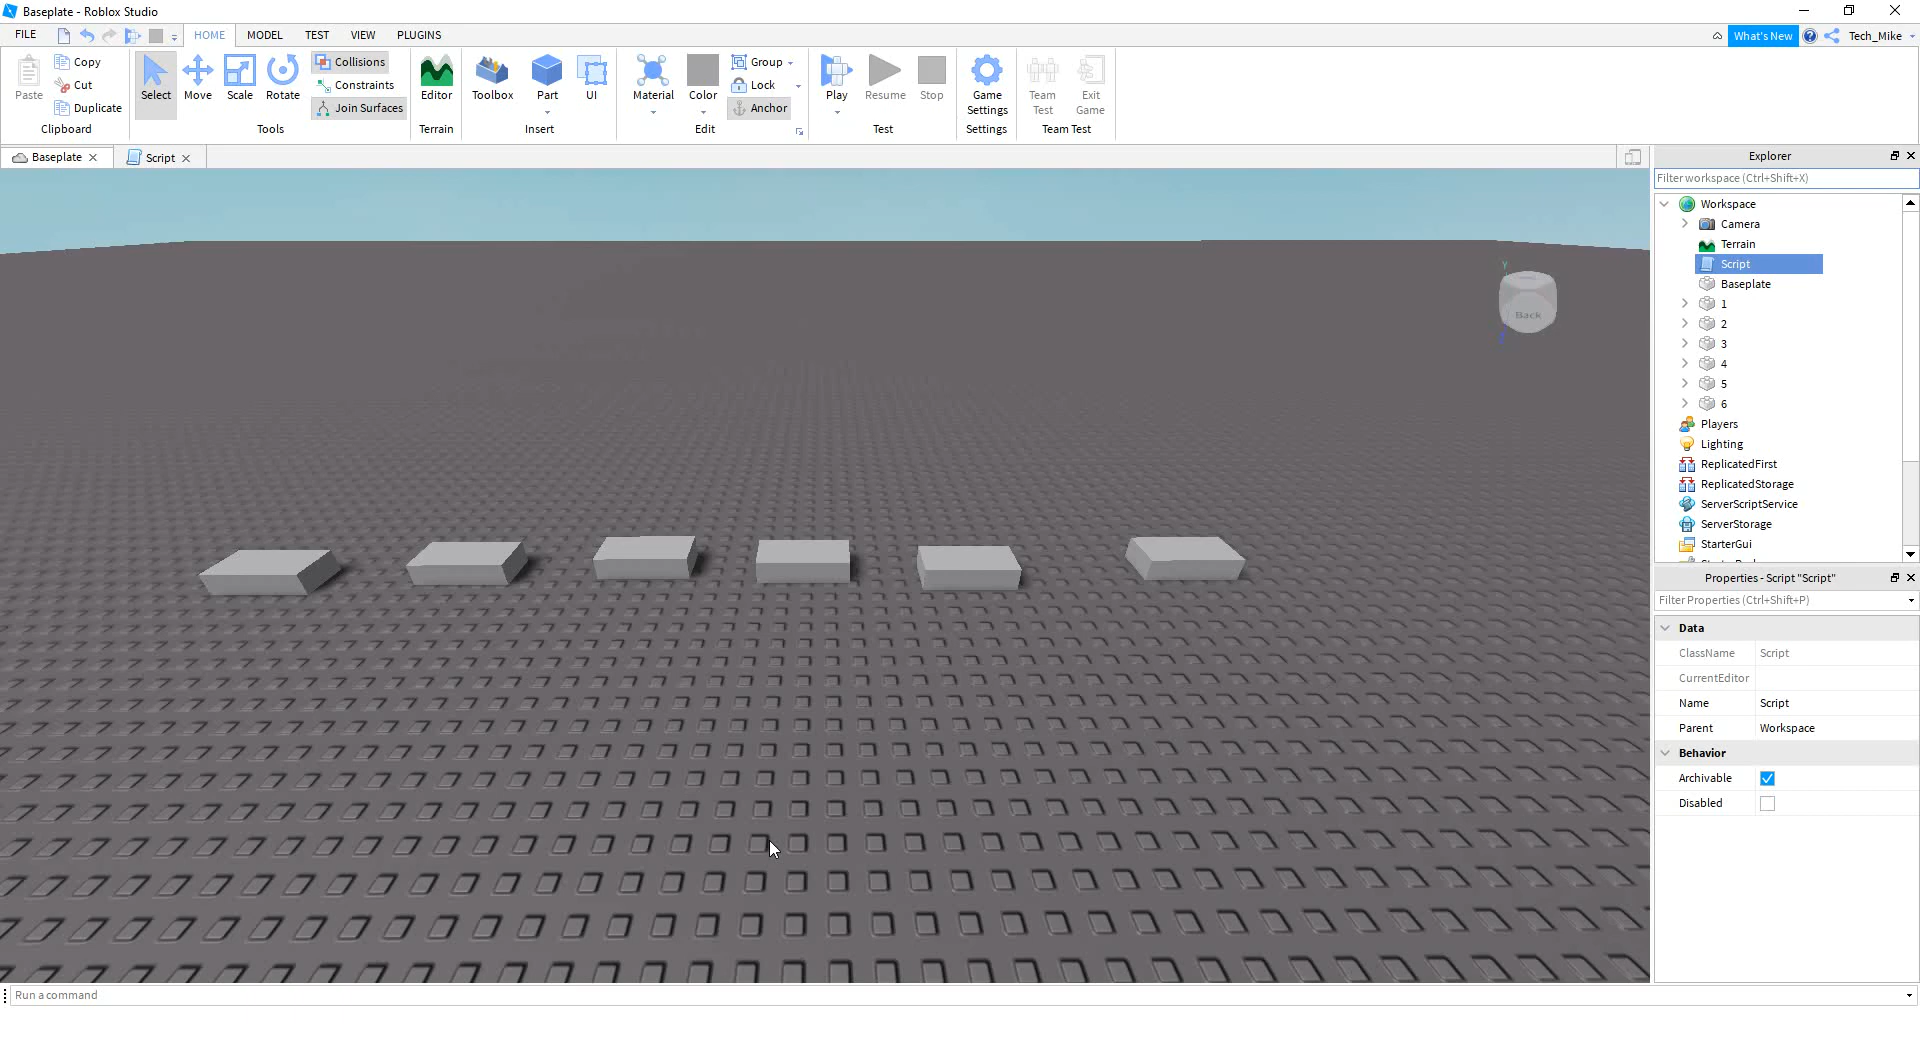 Baseplate - Roblox Studio
FILE HOME MODEL TEST VIEW PLUGINS What's New Tech_Mike
Paste Copy Cut Duplicate Clipboard
Select Move Scale Rotate Collisions Constraints Join Surfaces Tools
Editor Terrain
Toolbox Part UI Insert
Material Color Group Lock Anchor Edit
Play Resume Stop Test
Game Settings Settings
Team Test Exit Game Team Test
Baseplate Script
Back
y
Explorer
Filter workspace (Ctrl+Shift+X)
Workspace
Camera
Terrain
Script
Baseplate
1
2
3
4
5
6
Players
Lighting
ReplicatedFirst
ReplicatedStorage
ServerScriptService
ServerStorage
StarterGui
Properties - Script "Script"
Filter Properties (Ctrl+Shift+P)
Data
ClassName Script
CurrentEditor
Name Script
Parent Workspace
Behavior
Archivable
Disabled
Run a command